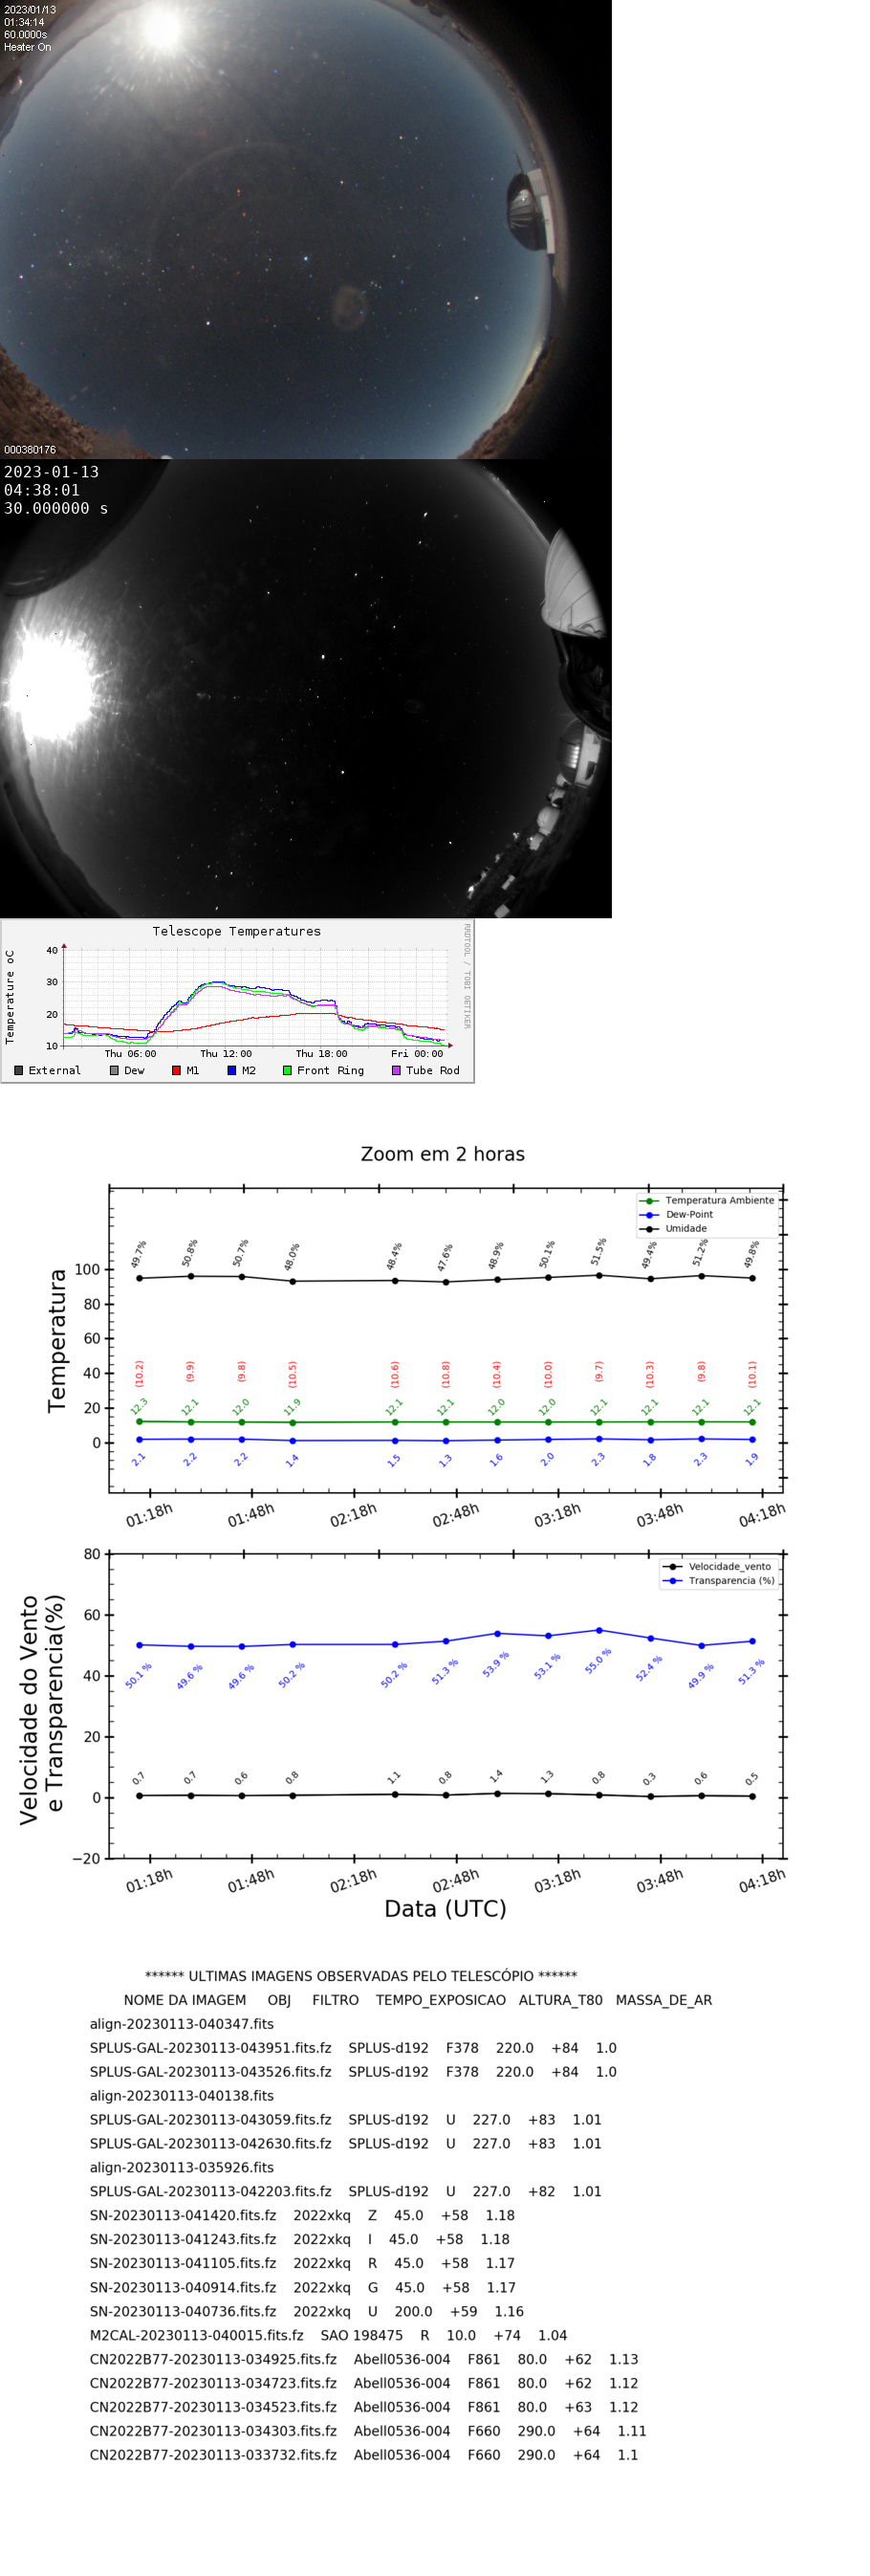 2023/01/13
01:34:14
60.0000s
Heater On
000380176
2023-01-13
04:38:01
30.000000 s
Telescope Temperatures
RRDTOOL / TOBI OETIKER
Temperature oC
40
30
20
10
Thu 06:00 Thu 12:00 Thu 18:00 Fri 00:00
External Dew M1 M2 Front Ring Tube Rod
Zoom em 2 horas
Temperatura Ambiente
Dew-Point
Umidade
Temperatura
49.7% 50.8% 50.7% 48.0% 48.4% 47.6% 48.9% 50.1% 51.5% 49.4% 51.2% 49.8%
100
80
60
40
20
0
(10.2) (9.9) (9.8) (10.5) (10.6) (10.8) (10.4) (10.0) (9.7) (10.3) (9.8) (10.1)
12.3 12.1 12.0 11.9 12.1 12.1 12.0 12.0 12.1 12.1 12.1 12.1
2.1 2.2 2.2 1.4 1.5 1.3 1.6 2.0 2.3 1.8 2.3 1.9
01:18h 01:48h 02:18h 02:48h 03:18h 03:48h 04:18h
Velocidade_vento
Transparencia (%)
Velocidade do Vento
e Transparencia(%)
80
60
40
20
0
−20
50.1 % 49.6 % 49.6 % 50.2 % 50.2 % 51.3 % 53.9 % 53.1 % 55.0 % 52.4 % 49.9 % 51.3 %
0.7 0.7 0.6 0.8 1.1 0.8 1.4 1.3 0.8 0.3 0.6 0.5
01:18h 01:48h 02:18h 02:48h 03:18h 03:48h 04:18h
Data (UTC)
****** ULTIMAS IMAGENS OBSERVADAS PELO TELESCÓPIO ******
NOME DA IMAGEM OBJ FILTRO TEMPO_EXPOSICAO ALTURA_T80 MASSA_DE_AR
align-20230113-040347.fits
SPLUS-GAL-20230113-043951.fits.fz SPLUS-d192 F378 220.0 +84 1.0
SPLUS-GAL-20230113-043526.fits.fz SPLUS-d192 F378 220.0 +84 1.0
align-20230113-040138.fits
SPLUS-GAL-20230113-043059.fits.fz SPLUS-d192 U 227.0 +83 1.01
SPLUS-GAL-20230113-042630.fits.fz SPLUS-d192 U 227.0 +83 1.01
align-20230113-035926.fits
SPLUS-GAL-20230113-042203.fits.fz SPLUS-d192 U 227.0 +82 1.01
SN-20230113-041420.fits.fz 2022xkq Z 45.0 +58 1.18
SN-20230113-041243.fits.fz 2022xkq I 45.0 +58 1.18
SN-20230113-041105.fits.fz 2022xkq R 45.0 +58 1.17
SN-20230113-040914.fits.fz 2022xkq G 45.0 +58 1.17
SN-20230113-040736.fits.fz 2022xkq U 200.0 +59 1.16
M2CAL-20230113-040015.fits.fz SAO 198475 R 10.0 +74 1.04
CN2022B77-20230113-034925.fits.fz Abell0536-004 F861 80.0 +62 1.13
CN2022B77-20230113-034723.fits.fz Abell0536-004 F861 80.0 +62 1.12
CN2022B77-20230113-034523.fits.fz Abell0536-004 F861 80.0 +63 1.12
CN2022B77-20230113-034303.fits.fz Abell0536-004 F660 290.0 +64 1.11
CN2022B77-20230113-033732.fits.fz Abell0536-004 F660 290.0 +64 1.1